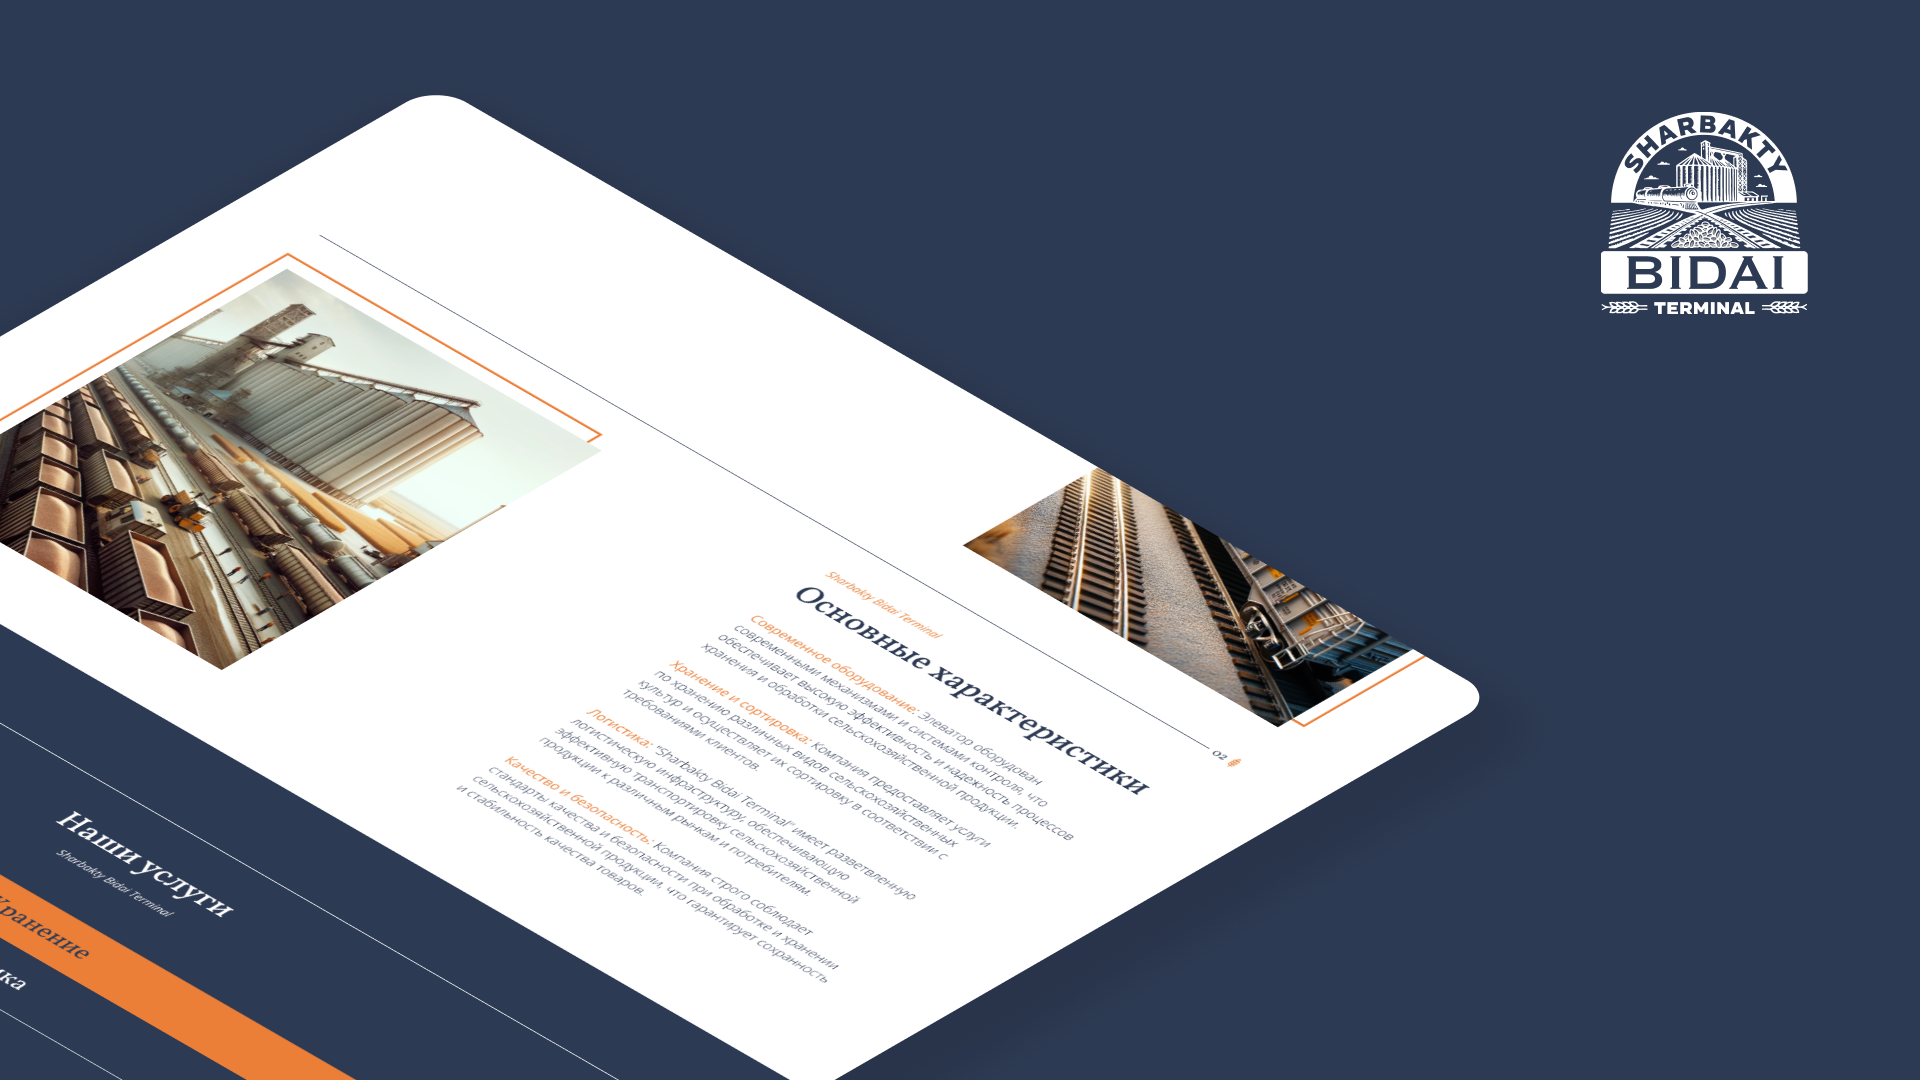 SHARBAKTY
BIDAI
TERMINAL
02
Sharbakty Bidai Terminal
Основные характеристики
Современное оборудование: Элеватор оборудован
современными механизмами и системами контроля, что
обеспечивает высокую эффективность и надежность процессов
хранения и обработки сельскохозяйственной продукции.
Хранение и сортировка: Компания предоставляет услуги
по хранению различных видов сельскохозяйственных
культур и осуществляет их сортировку в соответствии с
требованиями клиентов.
Логистика: "Sharbakty Bidai Terminal" имеет разветвленную
логистическую инфраструктуру, обеспечивающую
эффективную транспортировку сельскохозяйственной
продукции к различным рынкам и потребителям.
Качество и безопасность: Компания строго соблюдает
стандарты качества и безопасности при обработке и хранении
сельскохозяйственной продукции, что гарантирует сохранность
и стабильность качества товаров.
Наши услуги
Sharbakty Bidai Terminal
Хранение